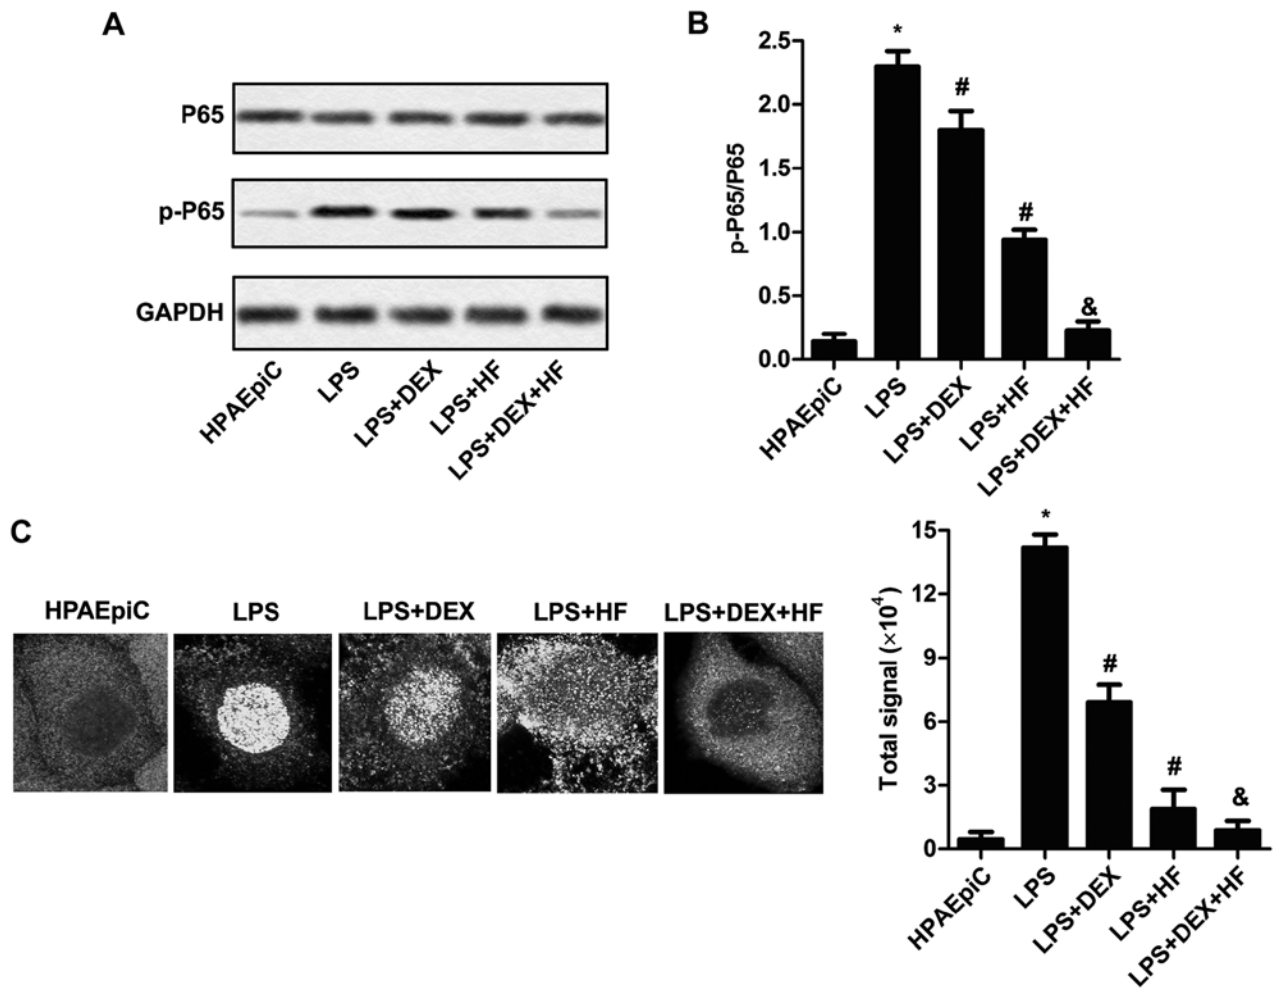 A
P65
p-P65
GAPDH
HPAEpiC
LPS
LPS+DEX
LPS+HF
LPS+DEX+HF
B
p-P65/P65
2.5
2.0
1.5
1.0
0.5
0.0
*
#
#
&
HPAEpiC
LPS
LPS+DEX
LPS+HF
LPS+DEX+HF
C
HPAEpiC
LPS
LPS+DEX
LPS+HF
LPS+DEX+HF
Total signal (×10⁴)
15
12
9
6
3
0
*
#
#
&
HPAEpiC
LPS
LPS+DEX
LPS+HF
LPS+DEX+HF